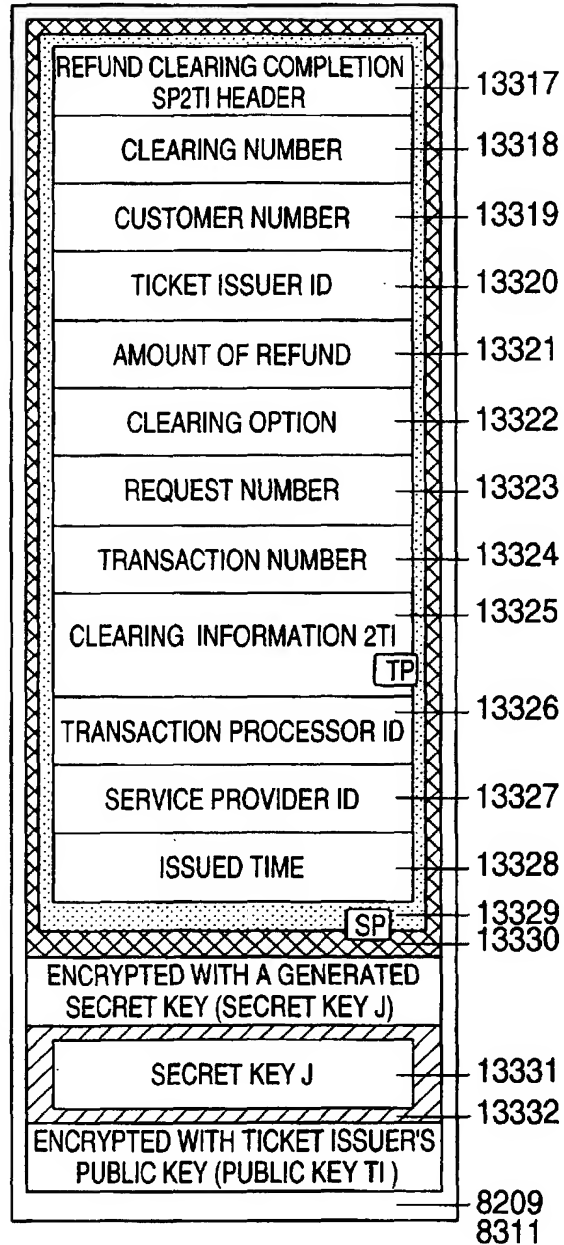 REFUND CLEARING COMPLETION
SP2TI HEADER
13317
CLEARING NUMBER
13318
CUSTOMER NUMBER
13319
TICKET ISSUER ID
13320
AMOUNT OF REFUND
13321
CLEARING OPTION
13322
REQUEST NUMBER
13323
TRANSACTION NUMBER
13324
13325
CLEARING INFORMATION 2TI
TP
13326
TRANSACTION PROCESSOR ID
SERVICE PROVIDER ID
13327
ISSUED TIME
13328
SP
13329
13330
ENCRYPTED WITH A GENERATED
SECRET KEY (SECRET KEY J)
SECRET KEY J
13331
13332
ENCRYPTED WITH TICKET ISSUER'S
PUBLIC KEY (PUBLIC KEY TI )
8209
8311